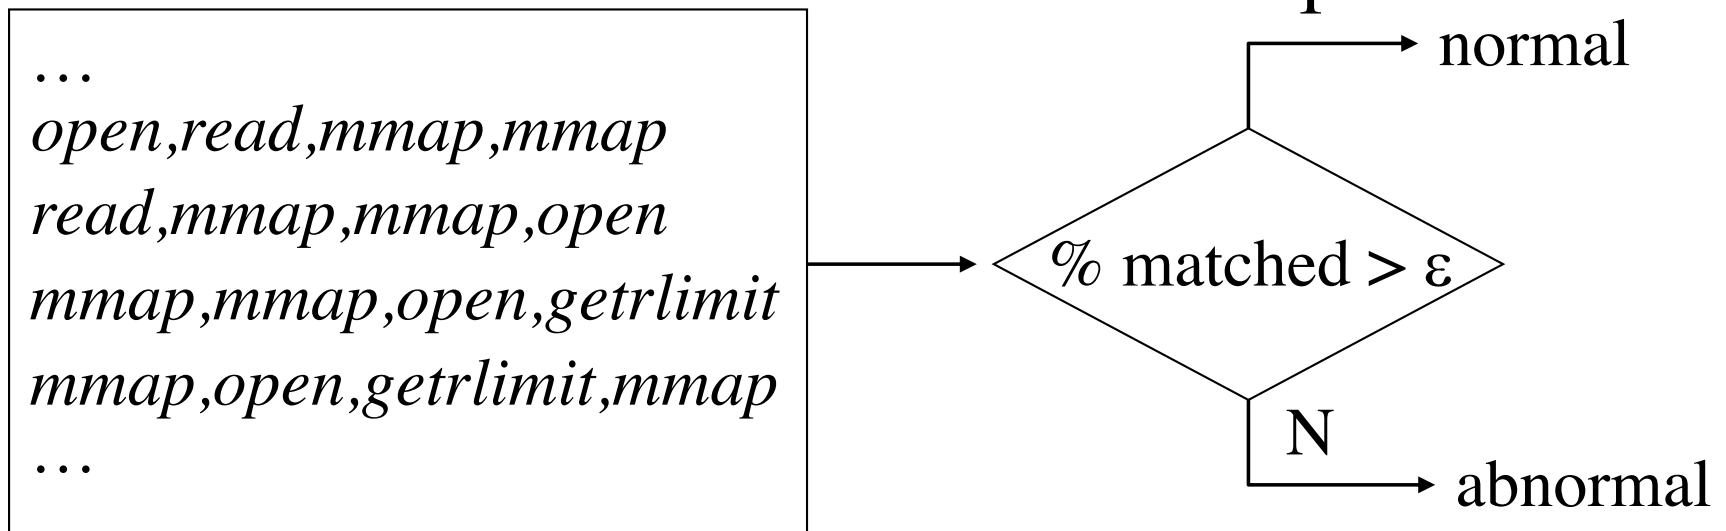 …
open,read,mmap,mmap
read,mmap,mmap,open
mmap,mmap,open,getrlimit
mmap,open,getrlimit,mmap
…
normal
% matched > ε
N
abnormal